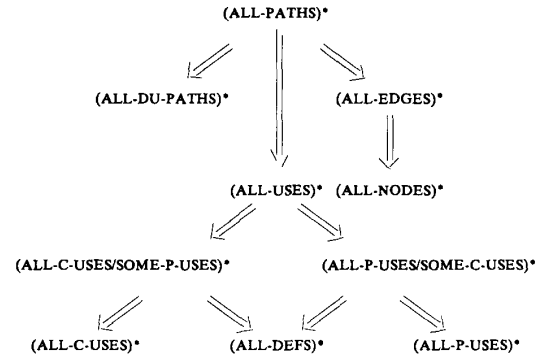 (ALL-PATHS)*
(ALL-DU-PATHS)* (ALL-EDGES)*
(ALL-USES)* (ALL-NODES)*
(ALL-C-USES/SOME-P-USES)* (ALL-P-USES/SOME-C-USES)*
(ALL-C-USES)* (ALL-DEFS)* (ALL-P-USES)*